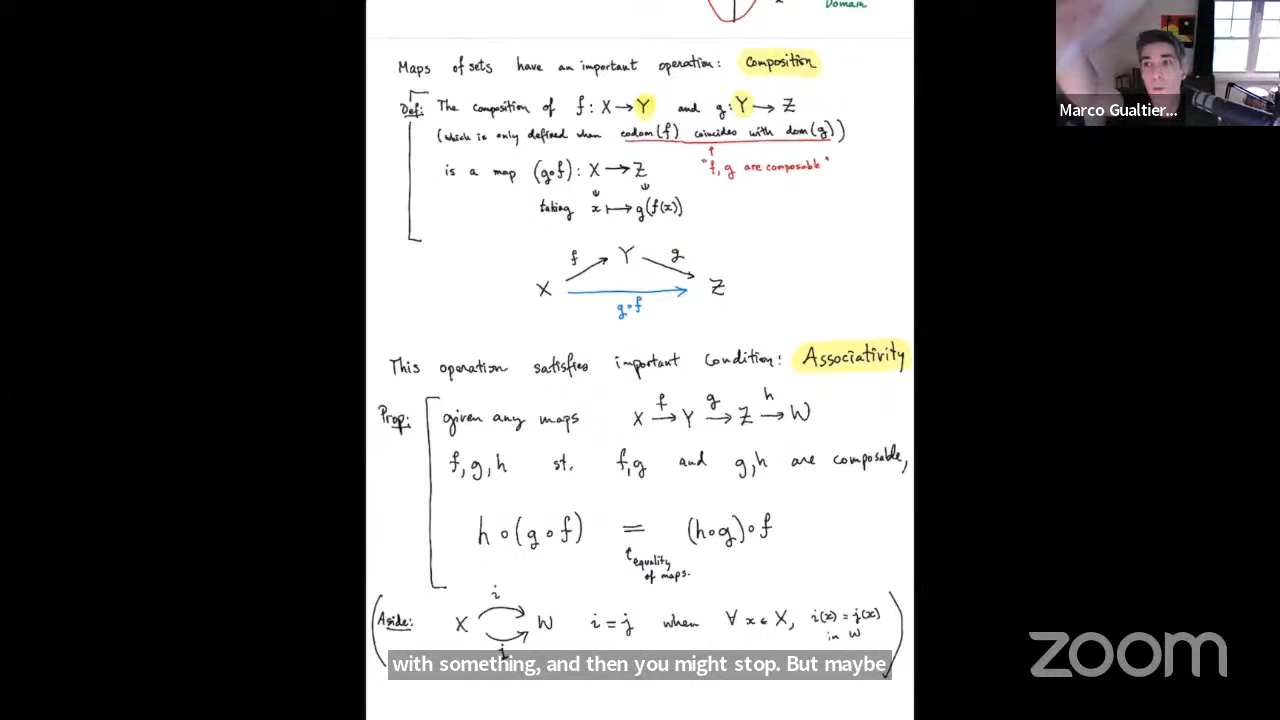 x
Domain
Maps of sets have an important operation: Composition
Def: The composition of f: X → Y and g: Y → Z
(which is only defined when codom(f) coincides with dom(g))
is a map (g∘f): X → Z
↑
"f, g are composable"
taking x ↦ g(f(x))
f Y g
X Z
g∘f
This operation satisfies important condition: Associativity
Prop: given any maps X →f Y →g Z →h W
f, g, h st. f, g and g, h are composable,
h∘(g∘f) = (h∘g)∘f
↑ equality
of maps.
i
(Aside: X W i = j when ∀ x ∈ X, i(x) = j(x)
in W)
j
with something, and then you might stop. But maybe
Marco Gualtier...
zoom